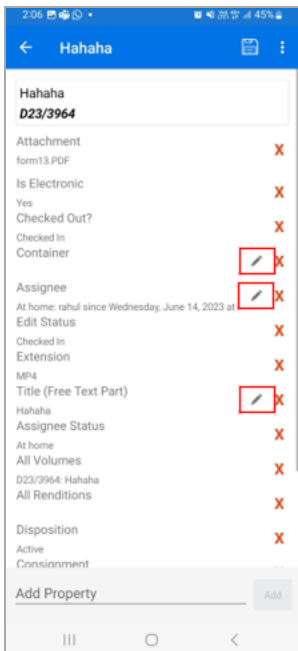 2:06
45%
Hahaha
Hahaha
D23/3964
Attachment
X
form13.PDF
Is Electronic
X
Yes
Checked Out?
X
Checked In
Container
X
Assignee
X
At home: rahul since Wednesday, June 14, 2023 at
Edit Status
X
Checked In
Extension
X
MP4
Title (Free Text Part)
X
Hahaha
Assignee Status
X
At home
All Volumes
X
D23/3964: Hahaha
All Renditions
X
Disposition
X
Active
Consignment
Add Property
Add